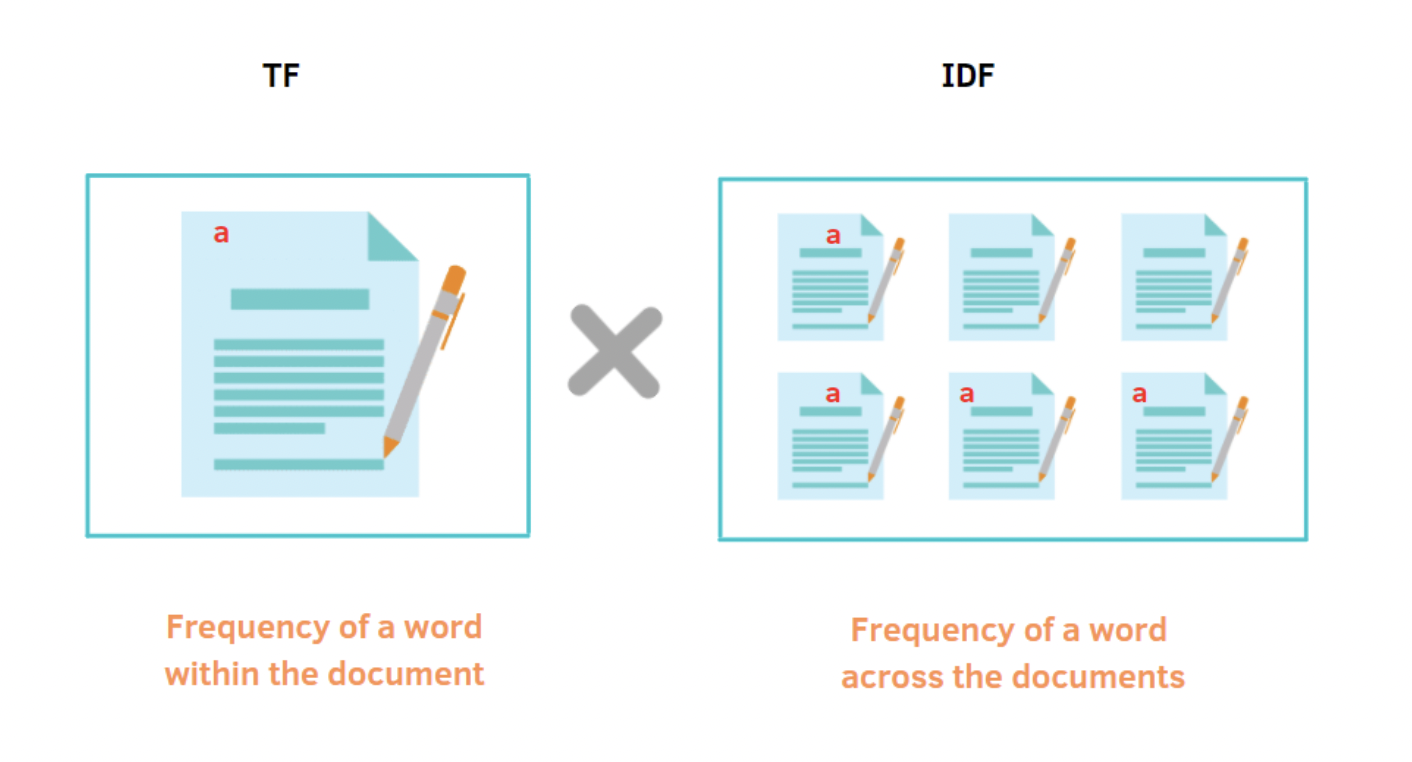 TF
IDF
a
a
a
a
a
Frequency of a word
within the document
Frequency of a word
across the documents